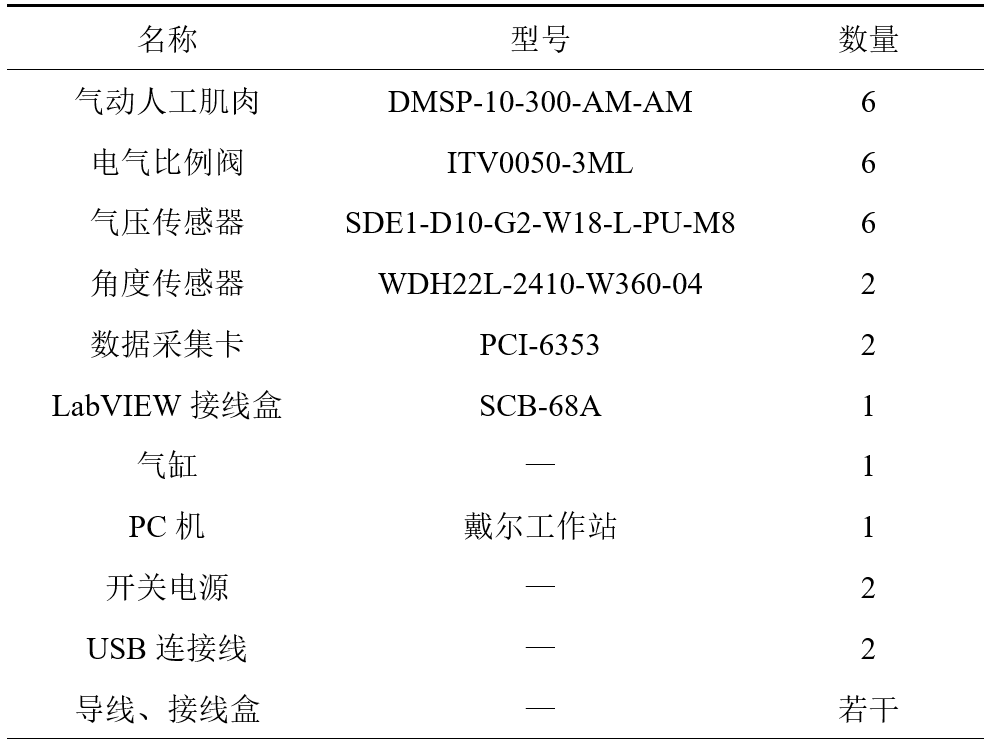 名称 型号 数量
气动人工肌肉 DMSP-10-300-AM-AM 6
电气比例阀 ITV0050-3ML 6
气压传感器 SDE1-D10-G2-W18-L-PU-M8 6
角度传感器 WDH22L-2410-W360-04 2
数据采集卡 PCI-6353 2
LabVIEW 接线盒 SCB-68A 1
气缸 — 1
PC 机 戴尔工作站 1
开关电源 — 2
USB 连接线 — 2
导线、接线盒 — 若干